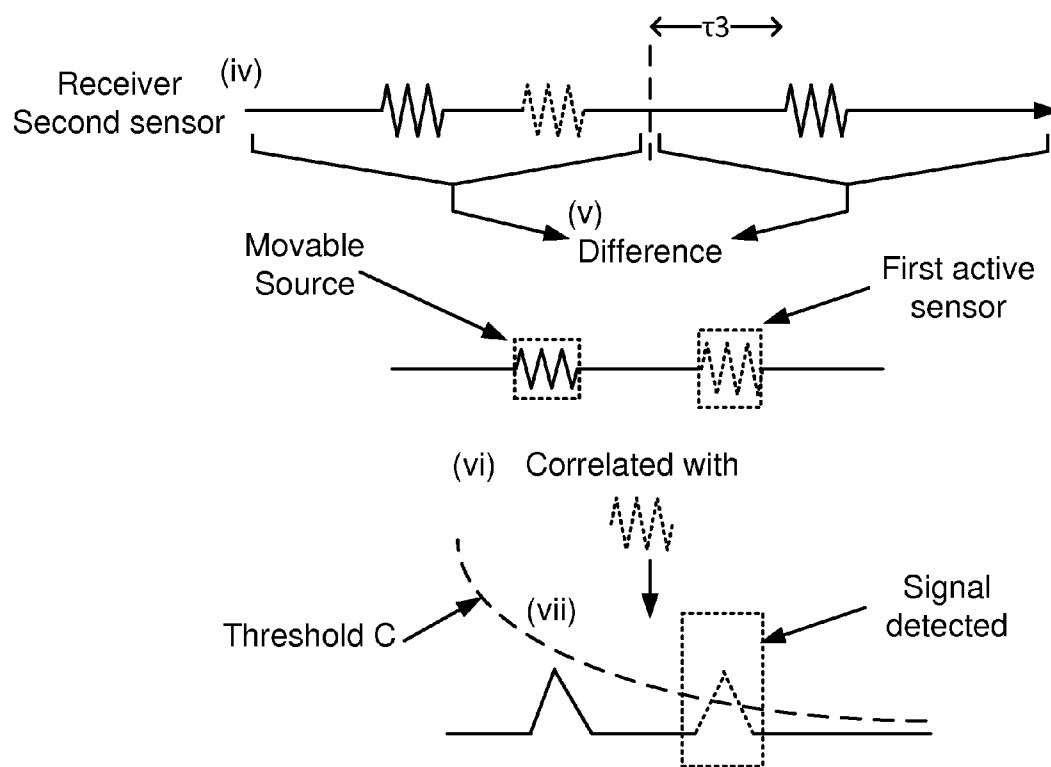 τ3
Receiver
Second sensor
(iv)
(v)
Difference
Movable
Source
First active
sensor
(vi) Correlated with
(vii)
Threshold C
Signal
detected